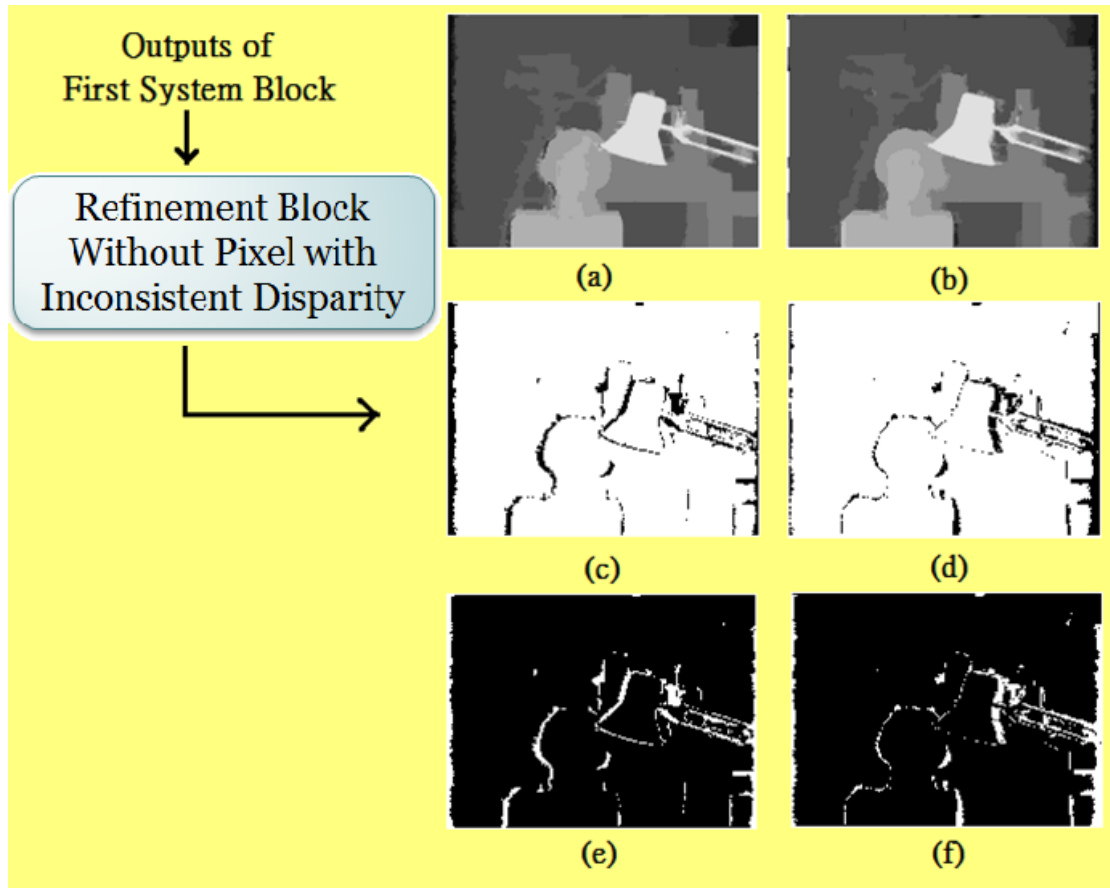 Outputs of
First System Block
Refinement Block
Without Pixel with
Inconsistent Disparity
(a)
(b)
(c)
(d)
(e)
(f)